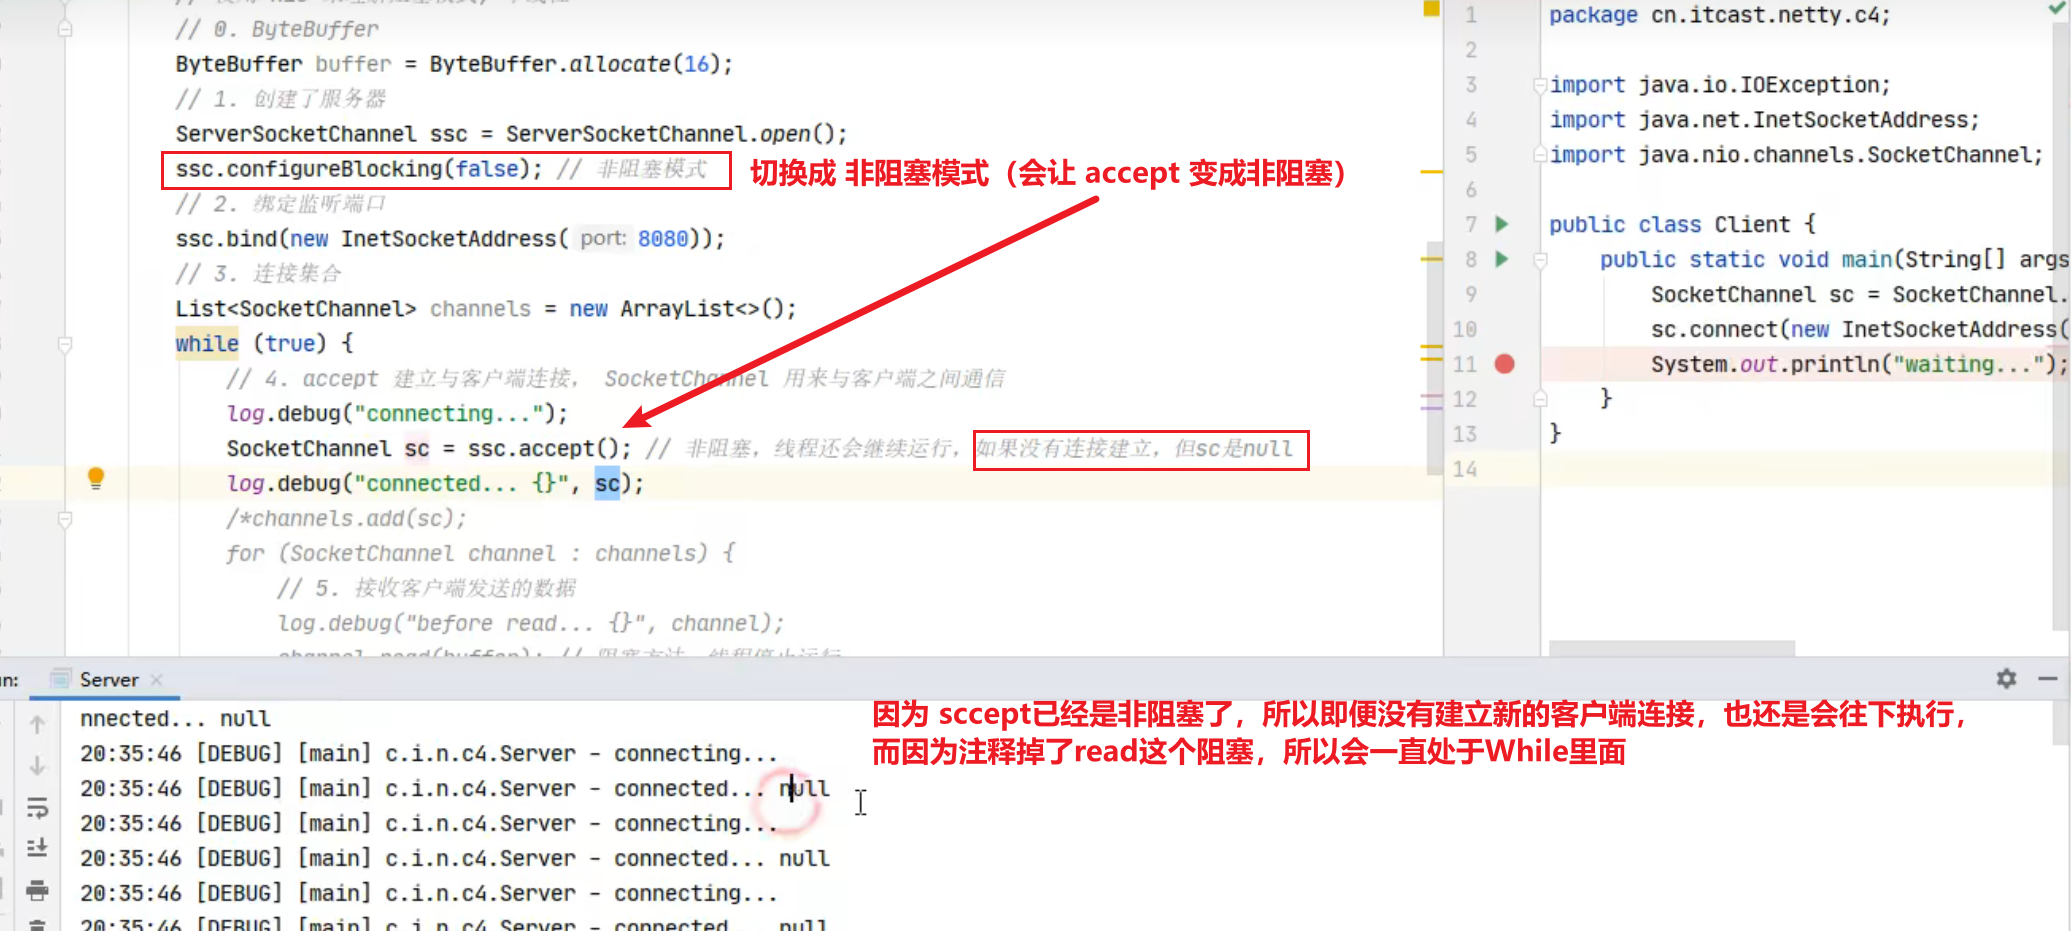 // 0. ByteBuffer
ByteBuffer buffer = ByteBuffer.allocate(16);
// 1. 创建了服务器
ServerSocketChannel ssc = ServerSocketChannel.open();
ssc.configureBlocking(false); // 非阻塞模式
切换成 非阻塞模式（会让 accept 变成非阻塞）
// 2. 绑定监听端口
ssc.bind(new InetSocketAddress( port: 8080));
// 3. 连接集合
List<SocketChannel> channels = new ArrayList<>();
while (true) {
// 4. accept 建立与客户端连接， SocketChannel 用来与客户端之间通信
log.debug("connecting...");
SocketChannel sc = ssc.accept(); // 非阻塞，线程还会继续运行，如果没有连接建立，但sc是null
log.debug("connected... {}", sc);
/*channels.add(sc);
for (SocketChannel channel : channels) {
// 5. 接收客户端发送的数据
log.debug("before read... {}", channel);
channel.read(buffer); // 阻塞方法，线程停止运行
1 package cn.itcast.netty.c4;
2
3 import java.io.IOException;
4 import java.net.InetSocketAddress;
5 import java.nio.channels.SocketChannel;
6
7 public class Client {
8 public static void main(String[] args
9 SocketChannel sc = SocketChannel.
10 sc.connect(new InetSocketAddress(
11 System.out.println("waiting...");
12 }
13 }
14
n: Server
因为 sccept已经是非阻塞了，所以即便没有建立新的客户端连接，也还是会往下执行，
而因为注释掉了read这个阻塞，所以会一直处于While里面
nnected... null
20:35:46 [DEBUG] [main] c.i.n.c4.Server - connecting...
20:35:46 [DEBUG] [main] c.i.n.c4.Server - connected... null
20:35:46 [DEBUG] [main] c.i.n.c4.Server - connecting...
20:35:46 [DEBUG] [main] c.i.n.c4.Server - connected... null
20:35:46 [DEBUG] [main] c.i.n.c4.Server - connecting...
20:35:46 [DEBUG] [main] c.i.n.c4.Server - connected... null